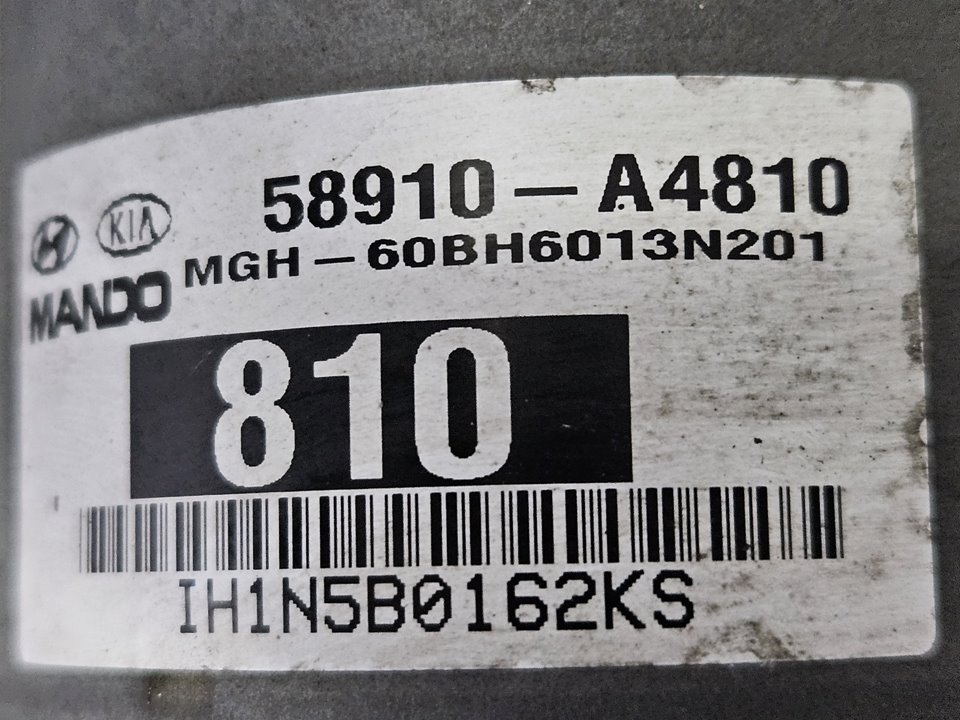 58910-A4810
KIA
MGH-60BH6013N201
MANDO
810
IH1N5B0162KS